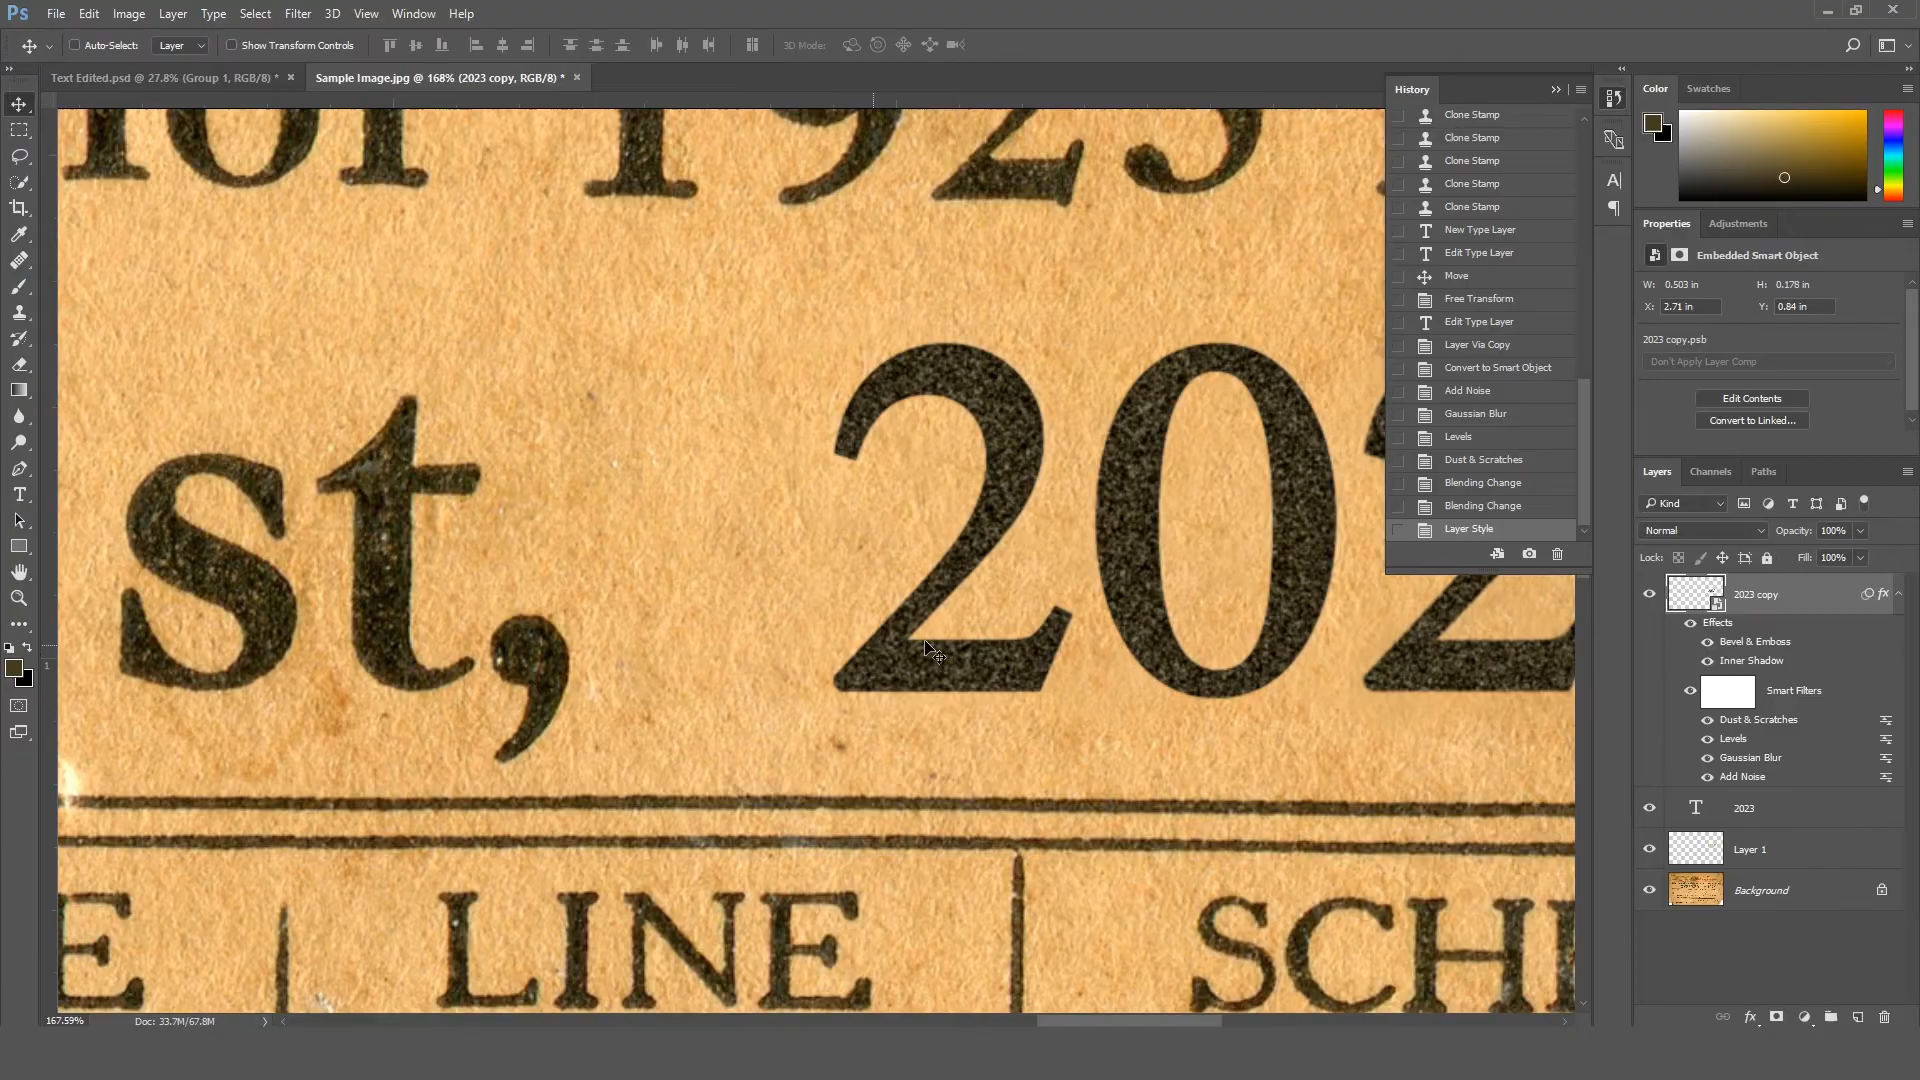 Ps File Edit Image Layer Type Select Filter 3D View Window Help
Auto-Select: Layer Show Transform Controls 3D Mode:
Text Edited.psd @ 27.8% (Group 1, RGB/8) * Sample Image.jpg @ 168% (2023 copy, RGB/8) *
1925
st, 202
LINE
SCH
1
167.59% Doc: 33.7M/67.8M
History
Clone Stamp
Clone Stamp
Clone Stamp
Clone Stamp
Clone Stamp
New Type Layer
Edit Type Layer
Move
Free Transform
Edit Type Layer
Layer Via Copy
Convert to Smart Object
Add Noise
Gaussian Blur
Levels
Dust & Scratches
Blending Change
Blending Change
Layer Style
Color Swatches
Properties Adjustments
Embedded Smart Object
W: 0.503 in H: 0.178 in
X: 2.71 in Y: 0.84 in
2023 copy.psb
Don't Apply Layer Comp
Edit Contents
Convert to Linked...
Layers Channels Paths
Kind
Normal Opacity: 100%
Lock: Fill: 100%
2023 copy fx
Effects
Bevel & Emboss
Inner Shadow
Smart Filters
Dust & Scratches
Levels
Gaussian Blur
Add Noise
T 2023
Layer 1
Background
fx